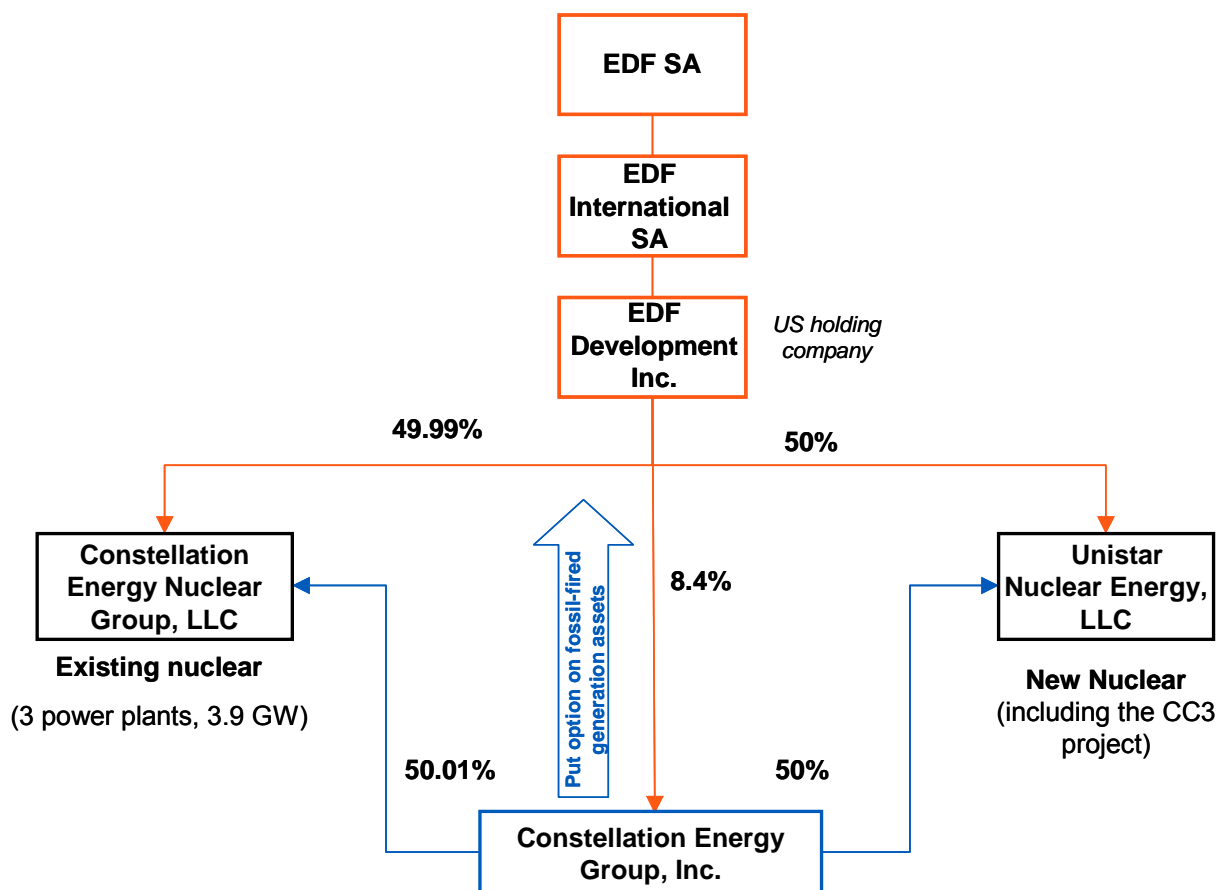 EDF SA
EDF
International
SA
EDF
Development
Inc.
US holding
company
49.99%
50%
Constellation
Energy Nuclear
Group, LLC
Existing nuclear
(3 power plants, 3.9 GW)
Put option on fossil-fired
generation assets
8.4%
Unistar
Nuclear Energy,
LLC
New Nuclear
(including the CC3
project)
50.01%
50%
Constellation Energy
Group, Inc.